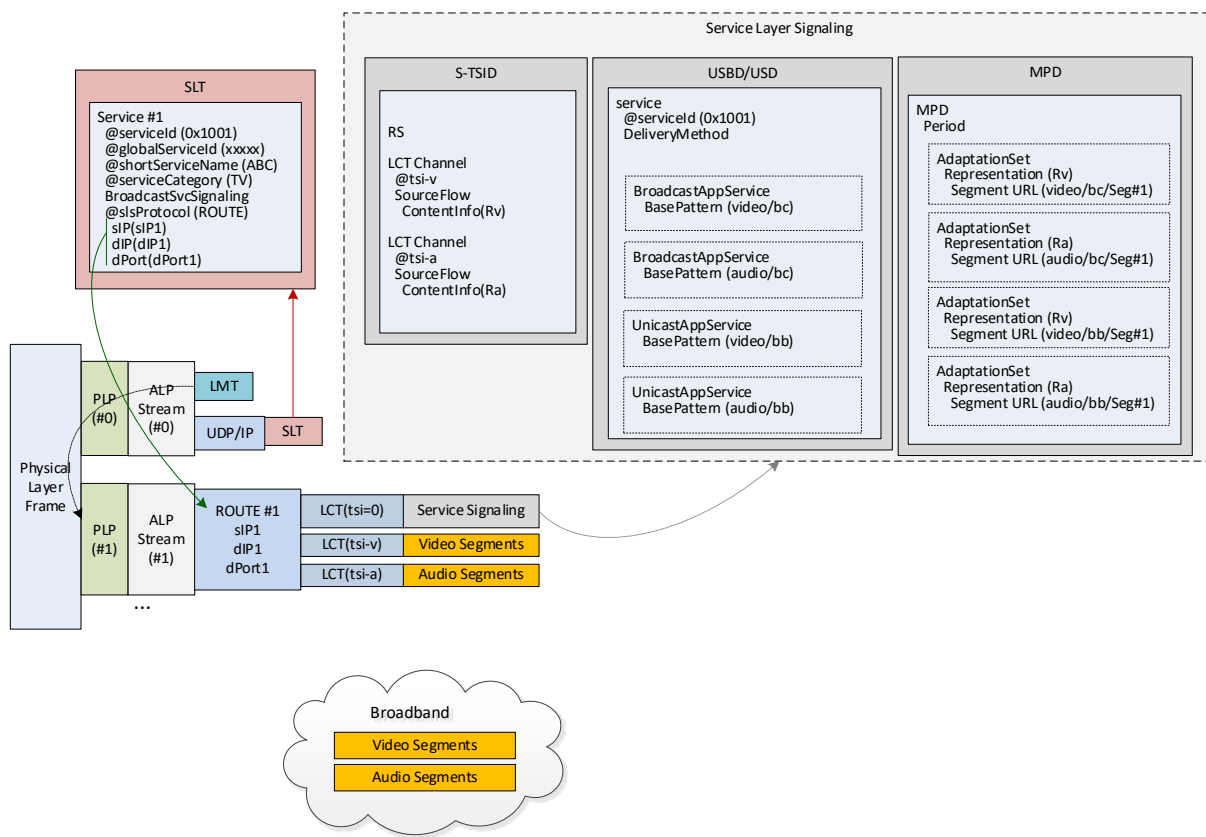 Service Layer Signaling
SLT
Service #1
@serviceId (0x1001)
@globalServiceId (xxxxx)
@shortServiceName (ABC)
@serviceCategory (TV)
BroadcastSvcSignaling
@slsProtocol (ROUTE)
sIP(sIP1)
dIP(dIP1)
dPort(dPort1)
S-TSID
RS
LCT Channel
@tsi-v
SourceFlow
ContentInfo(Rv)
LCT Channel
@tsi-a
SourceFlow
ContentInfo(Ra)
USBD/USD
service
@serviceId (0x1001)
DeliveryMethod
BroadcastAppService
BasePattern (video/bc)
BroadcastAppService
BasePattern (audio/bc)
UnicastAppService
BasePattern (video/bb)
UnicastAppService
BasePattern (audio/bb)
MPD
MPD
Period
AdaptationSet
Representation (Rv)
Segment URL (video/bc/Seg#1)
AdaptationSet
Representation (Ra)
Segment URL (audio/bc/Seg#1)
AdaptationSet
Representation (Rv)
Segment URL (video/bb/Seg#1)
AdaptationSet
Representation (Ra)
Segment URL (audio/bb/Seg#1)
Physical
Layer
Frame
PLP
(#0)
ALP
Stream
(#0)
LMT
UDP/IP
SLT
PLP
(#1)
ALP
Stream
(#1)
ROUTE #1
sIP1
dIP1
dPort1
LCT(tsi=0)
Service Signaling
LCT(tsi-v)
Video Segments
LCT(tsi-a)
Audio Segments
...
Broadband
Video Segments
Audio Segments